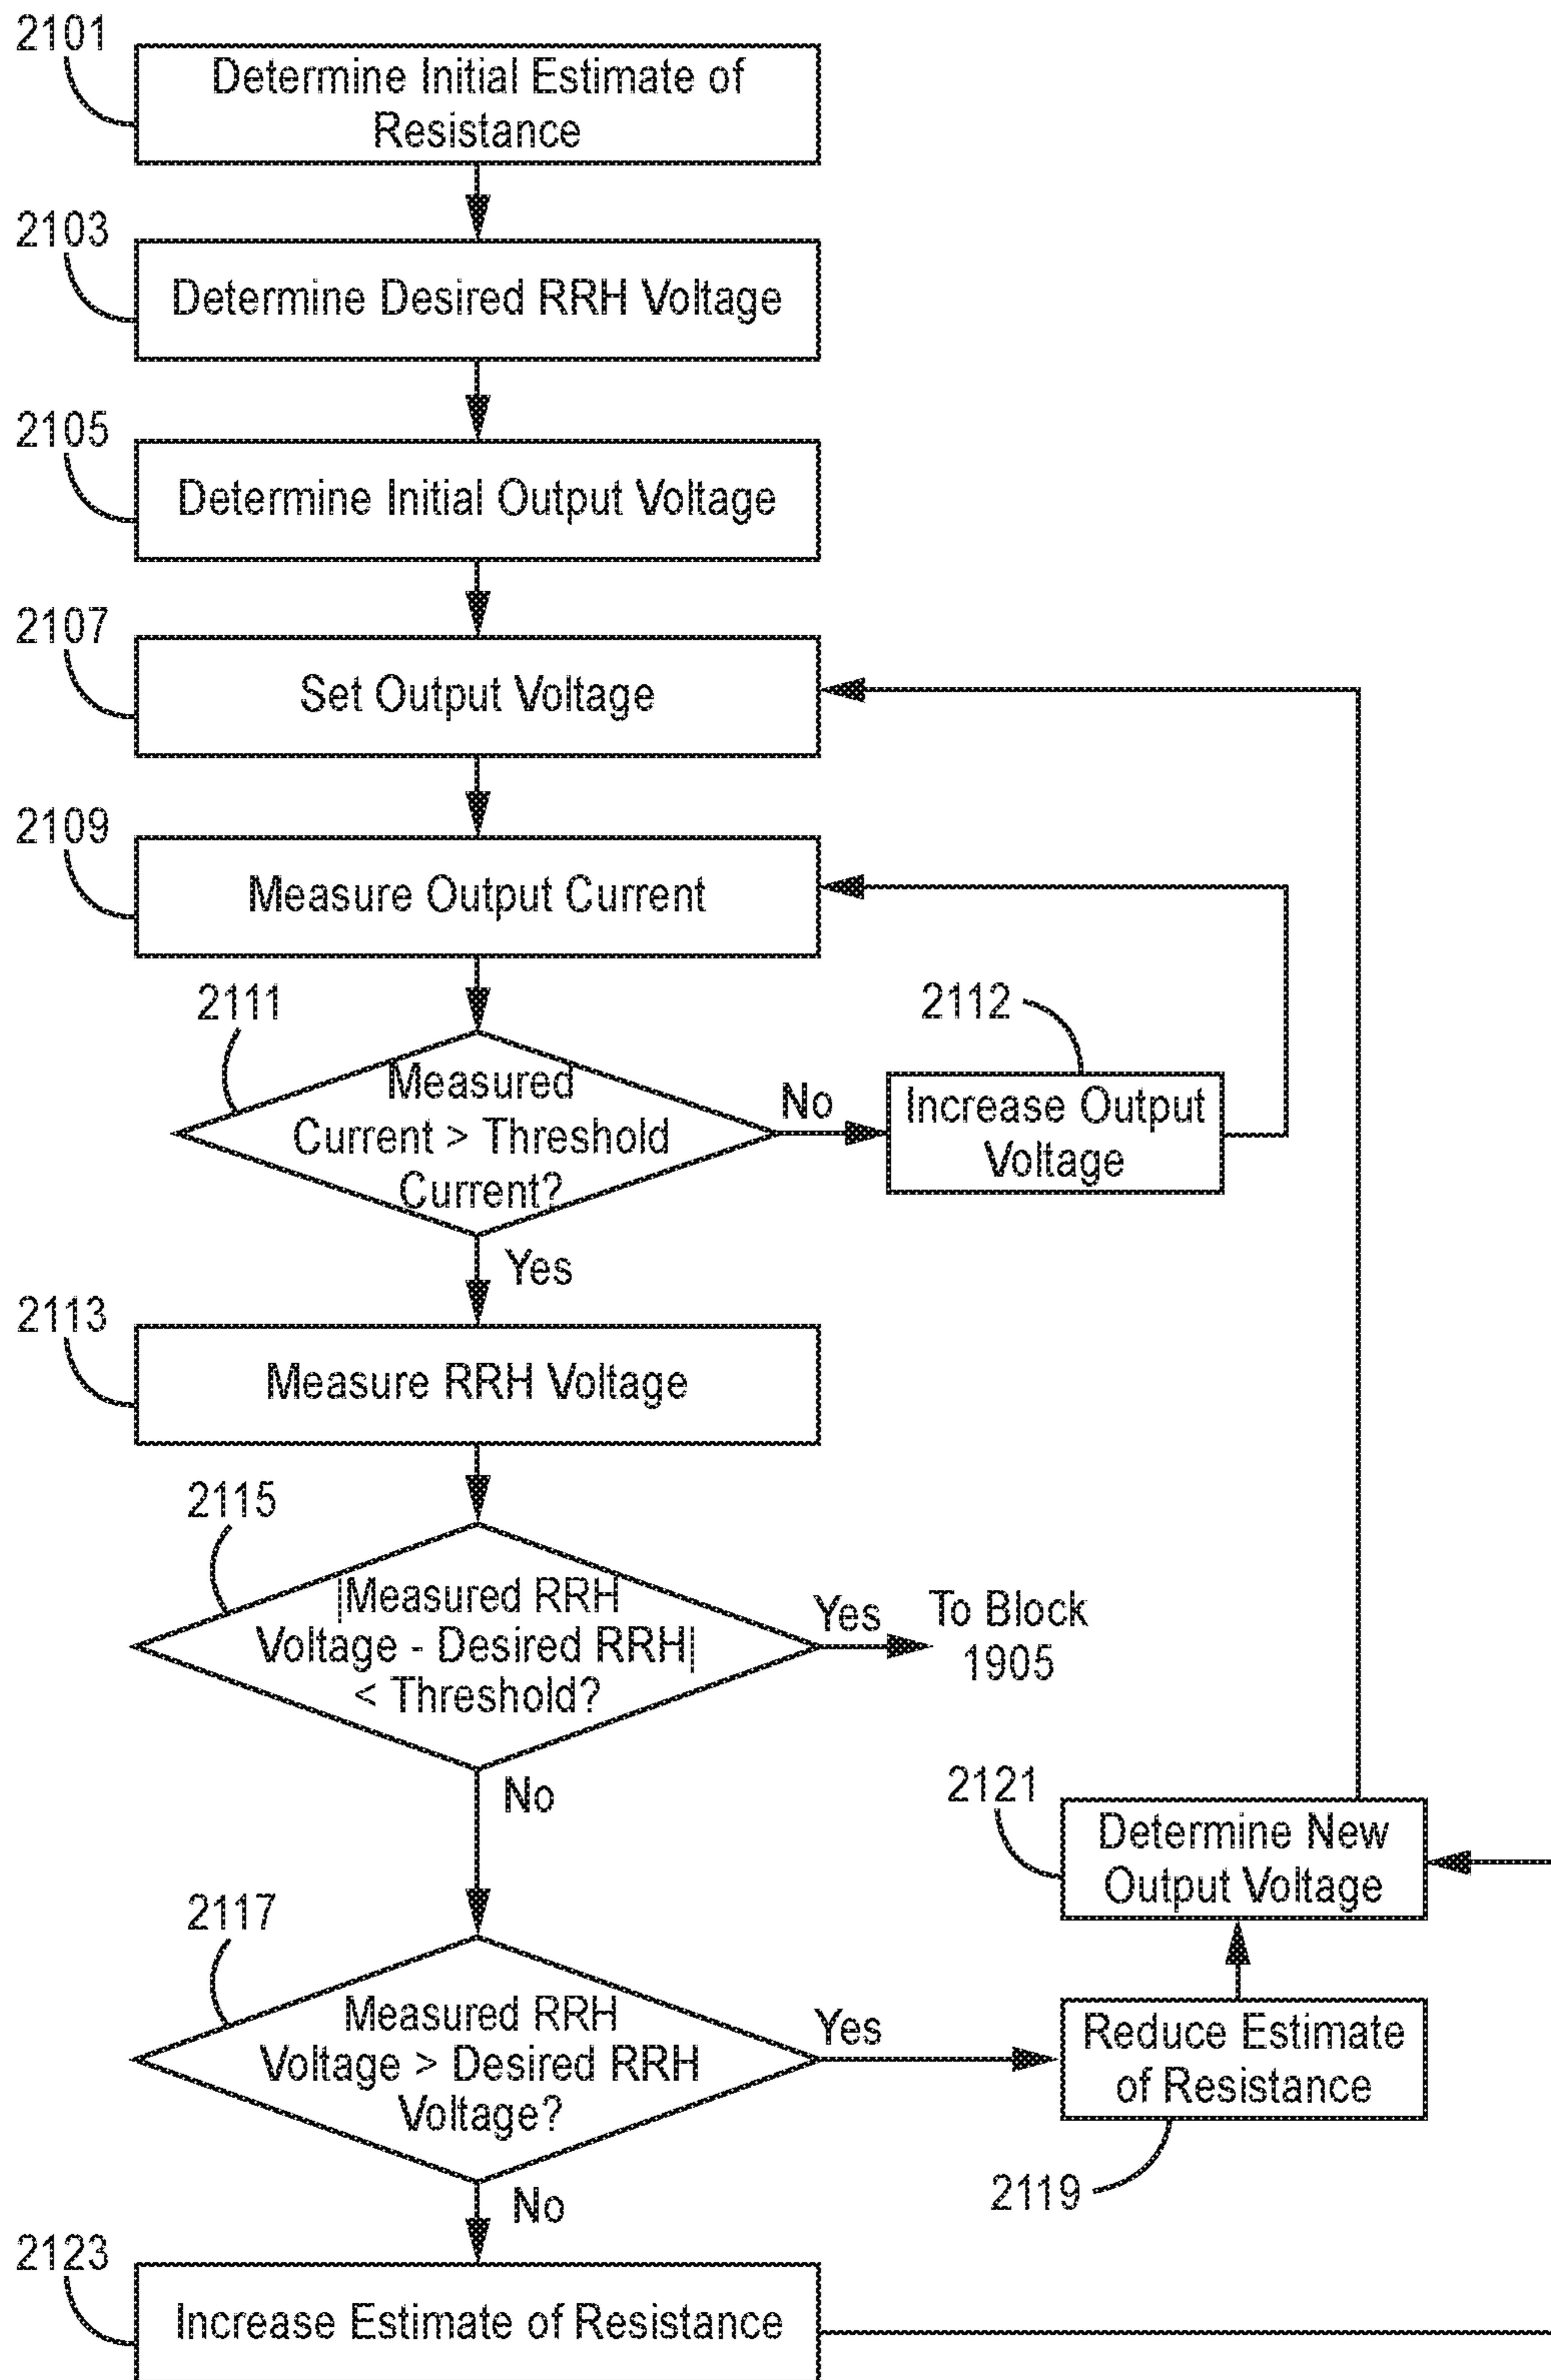 2101
Determine Initial Estimate of
Resistance
2103
Determine Desired RRH Voltage
2105
Determine Initial Output Voltage
2107
Set Output Voltage
2109
Measure Output Current
2111
Measured
Current > Threshold
Current?
No
2112
Increase Output
Voltage
Yes
2113
Measure RRH Voltage
2115
|Measured RRH
Voltage - Desired RRH|
< Threshold?
Yes
To Block
1905
No
2121
Determine New
Output Voltage
2117
Measured RRH
Voltage > Desired RRH
Voltage?
Yes
Reduce Estimate
of Resistance
2119
No
2123
Increase Estimate of Resistance